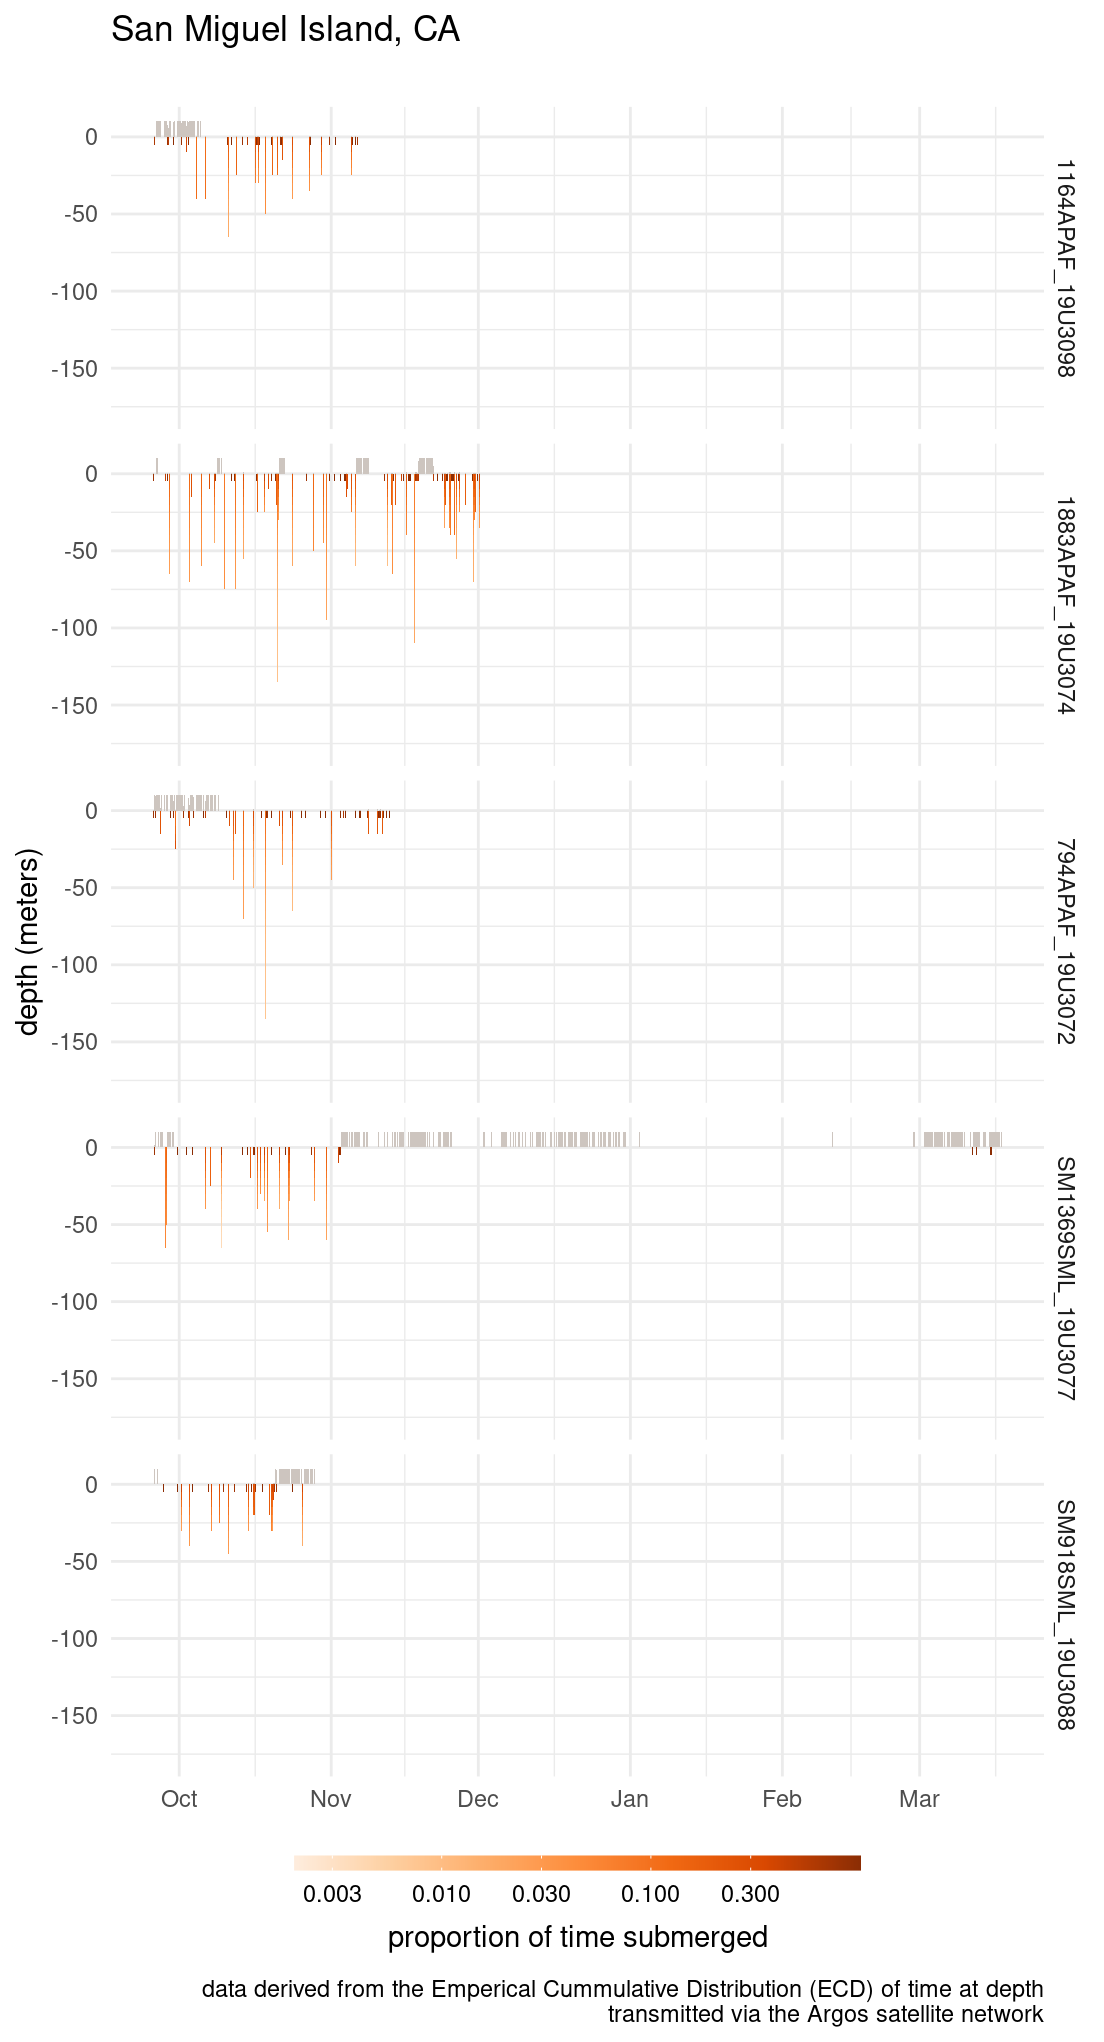 San Miguel Island, CA
0
-50
-100
-150
1164APAF_19U3098
0
-50
-100
-150
1883APAF_19U3074
0
-50
-100
-150
794APAF_19U3072
depth (meters)
0
-50
-100
-150
SM1369SML_19U3077
0
-50
-100
-150
SM918SML_19U3088
Oct Nov Dec Jan Feb Mar
0.003 0.010 0.030 0.100 0.300
proportion of time submerged
data derived from the Emperical Cummulative Distribution (ECD) of time at depth
transmitted via the Argos satellite network